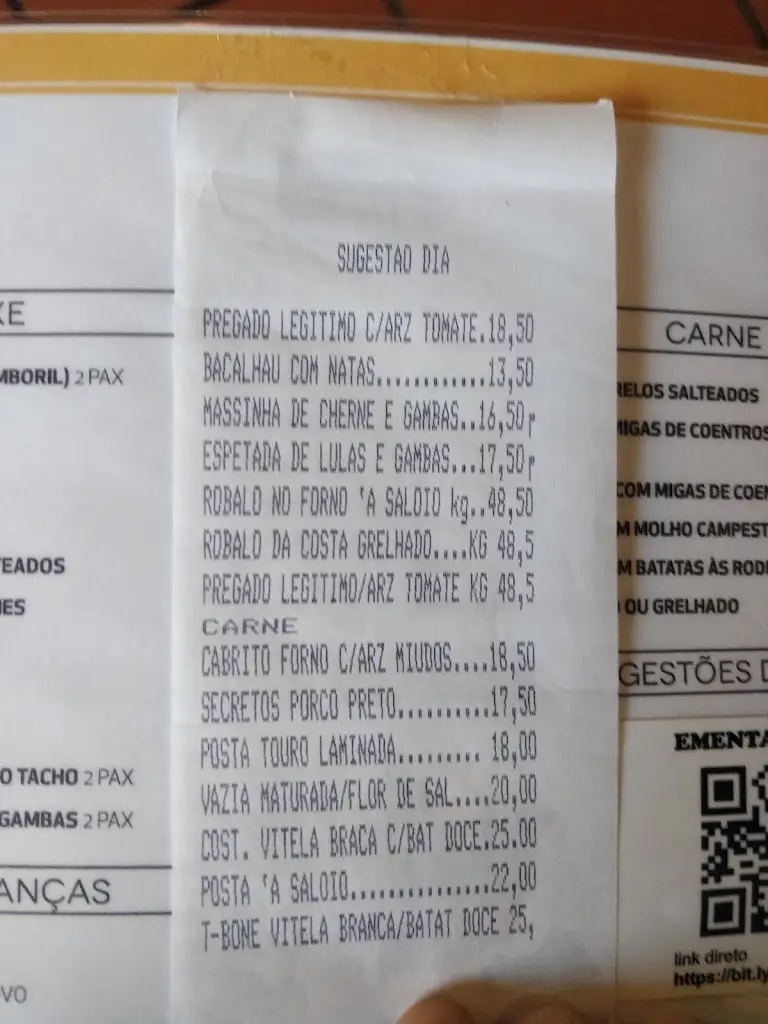 SUGESTAO DIA
PREGADO LEGITIMO C/ARZ TOMATE.18,50
BACALHAU COM NATAS............13,50
MASSINHA DE CHERNE E GAMBAS..16,50p
ESPETADA DE LULAS E GAMBAS...17,50p
ROBALO NO FORNO 'A SALOIO kg..48,50
ROBALO DA COSTA GRELHADO....KG 48,5
PREGADO LEGITIMO/ARZ TOMATE KG 48,5
CARNE
CABRITO FORNO C/ARZ MIUDOS....18,50
SECRETOS PORCO PRETO..........17,50
POSTA TOURO LAMINADA......... 18,00
VAZIA MATURADA/FLOR DE SAL....20,00
COST. VITELA BRACA C/BAT DOCE.25.00
POSTA 'A SALOIO...............22,00
T-BONE VITELA BRANCA/BATAT DOCE 25,
XE
MBORIL) 2 PAX
TEADOS
ES
O TACHO 2 PAX
GAMBAS 2 PAX
ANÇAS
VO
CARNE
RELOS SALTEADOS
MIGAS DE COENTROS
COM MIGAS DE COEN
M MOLHO CAMPEST
M BATATAS ÀS RODE
OU GRELHADO
GESTÕES D
EMENTA
link direto
https://bit.ly